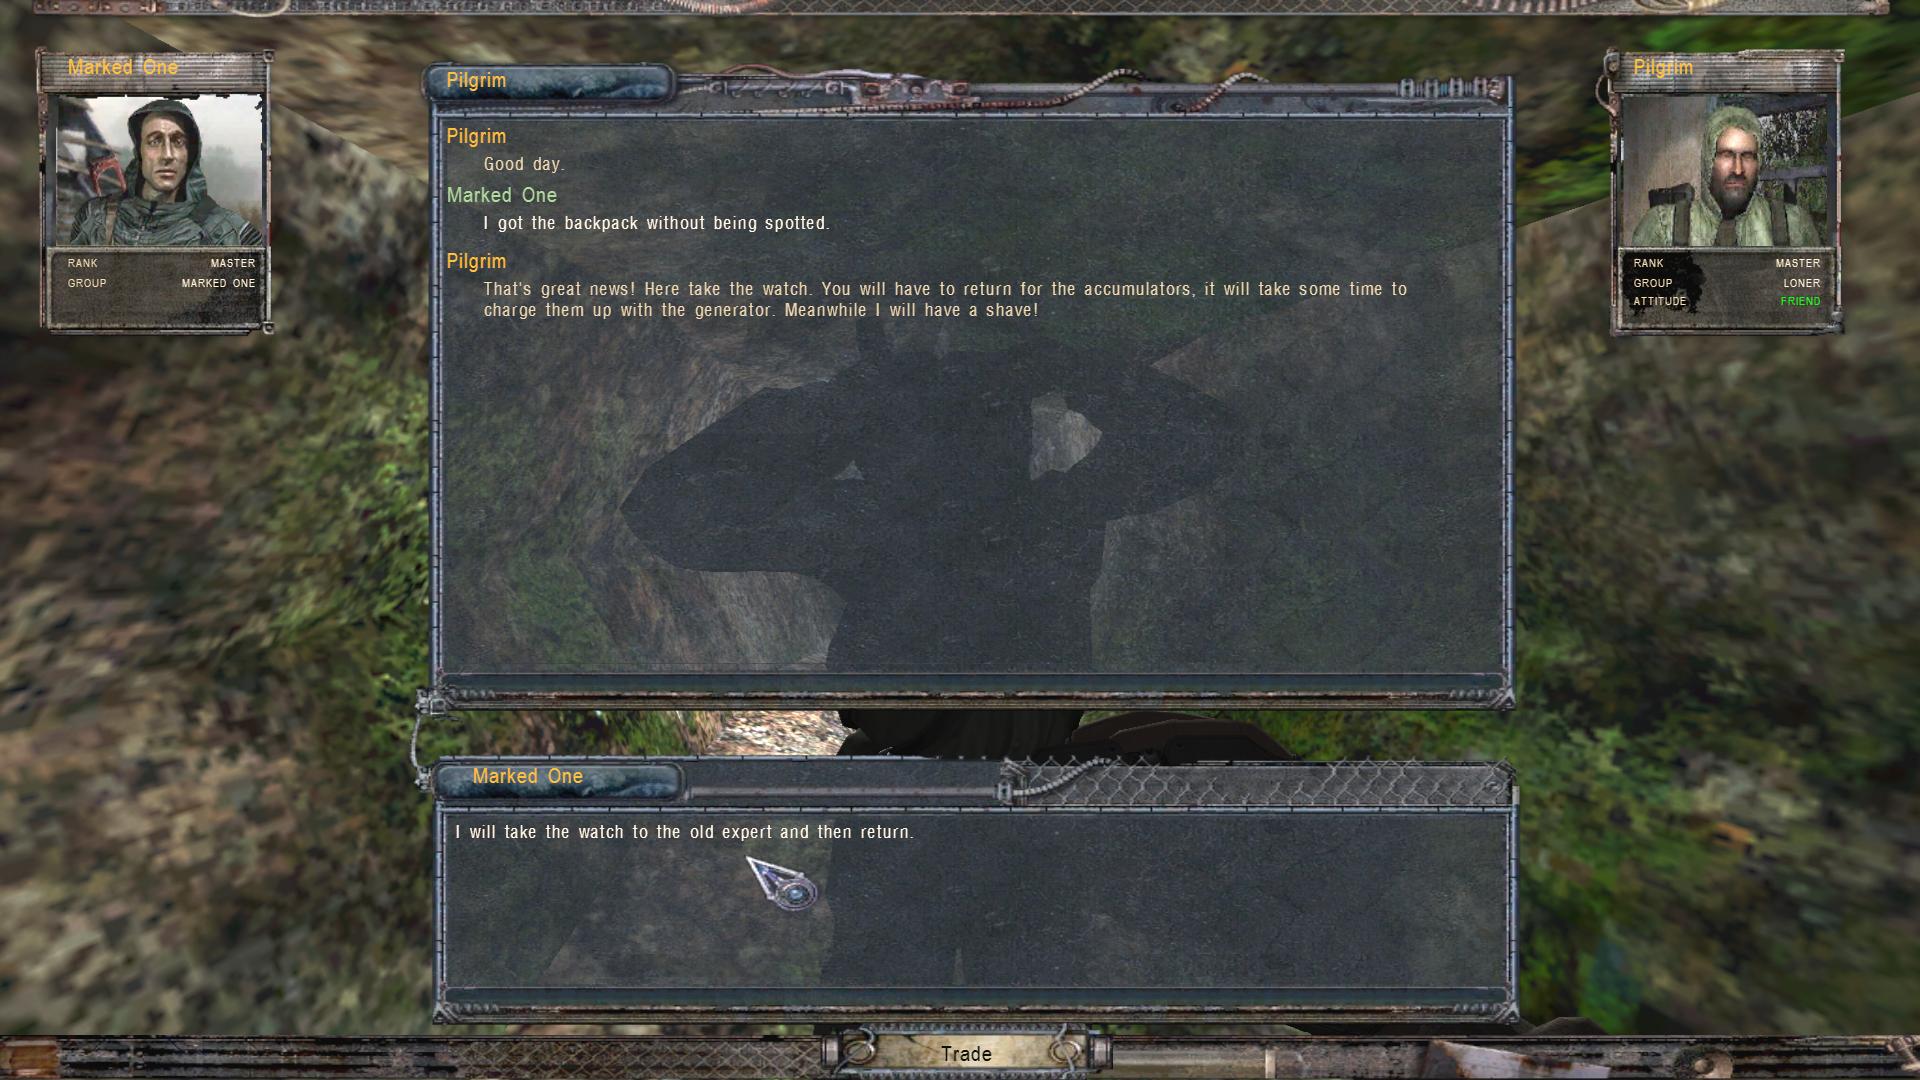 Marked One
Pilgrim
Pilgrim
RANK MASTER
GROUP MARKED ONE
RANK MASTER
GROUP LONER
ATTITUDE FRIEND
Pilgrim
Good day.
Marked One
I got the backpack without being spotted.
Pilgrim
That's great news! Here take the watch. You will have to return for the accumulators, it will take some time to
charge them up with the generator. Meanwhile I will have a shave!
Marked One
I will take the watch to the old expert and then return.
Trade